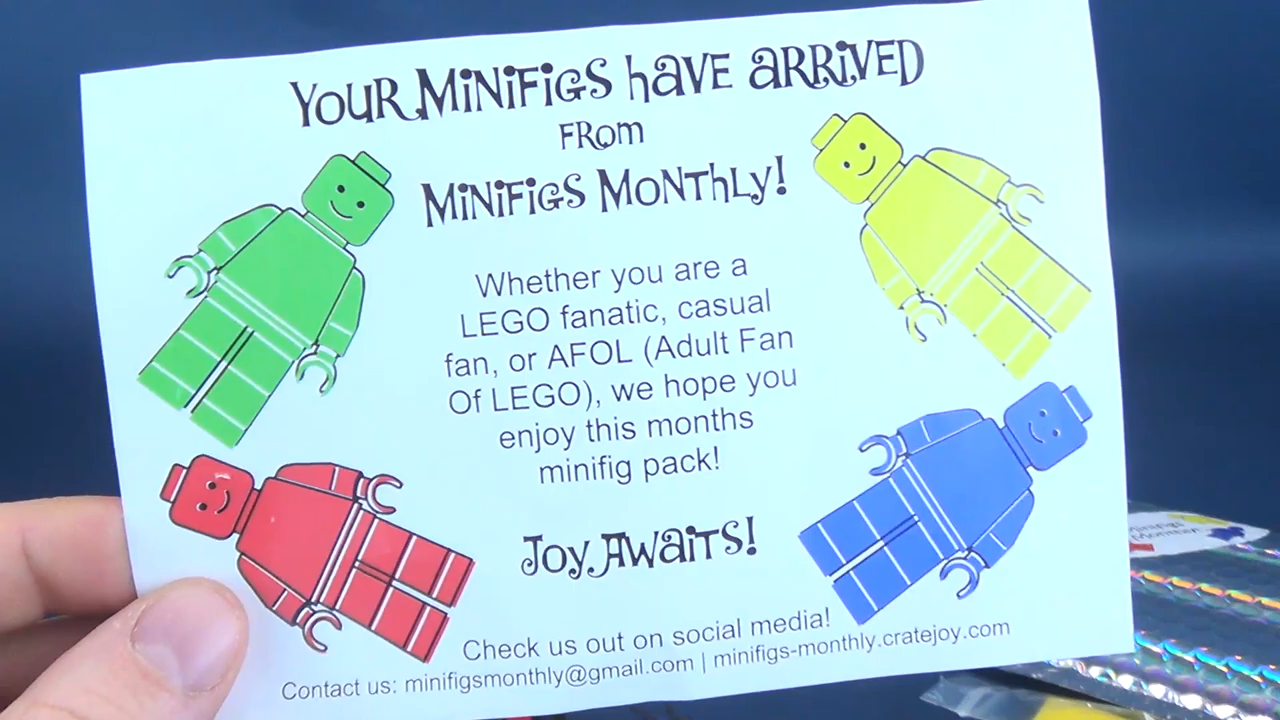 YOUR MINIFIGS HAVE ARRIVED
FROM
MINIFIGS MONTHLY!
Whether you are a
LEGO fanatic, casual
fan, or AFOL (Adult Fan
Of LEGO), we hope you
enjoy this months
minifig pack!
JOY AWAITS!
Check us out on social media!
Contact us: minifigsmonthly@gmail.com | minifigs-monthly.cratejoy.com